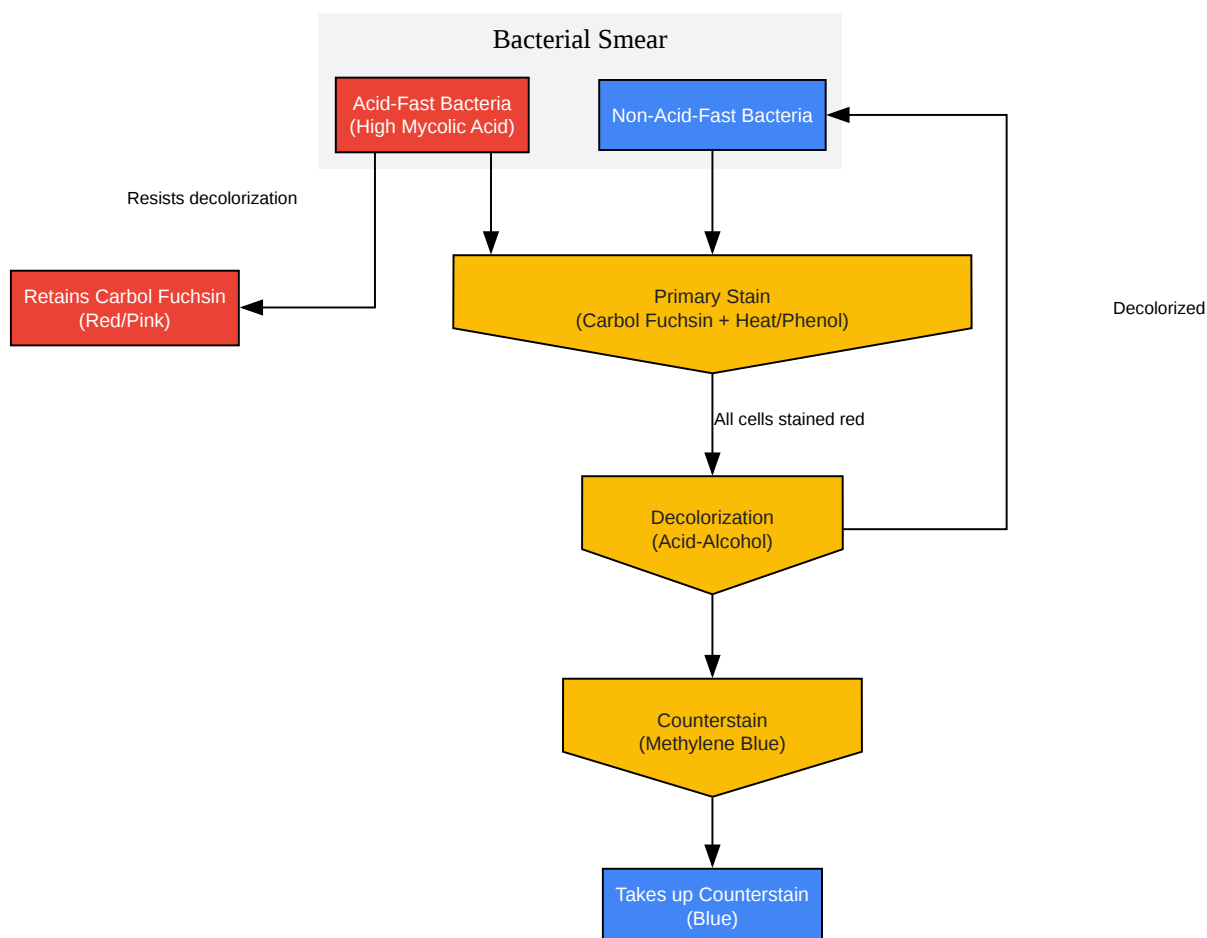 Bacterial Smear
Acid-Fast Bacteria
(High Mycolic Acid)
Non-Acid-Fast Bacteria
Resists decolorization
Retains Carbol Fuchsin
(Red/Pink)
Primary Stain
(Carbol Fuchsin + Heat/Phenol)
Decolorized
All cells stained red
Decolorization
(Acid-Alcohol)
Counterstain
(Methylene Blue)
Takes up Counterstain
(Blue)